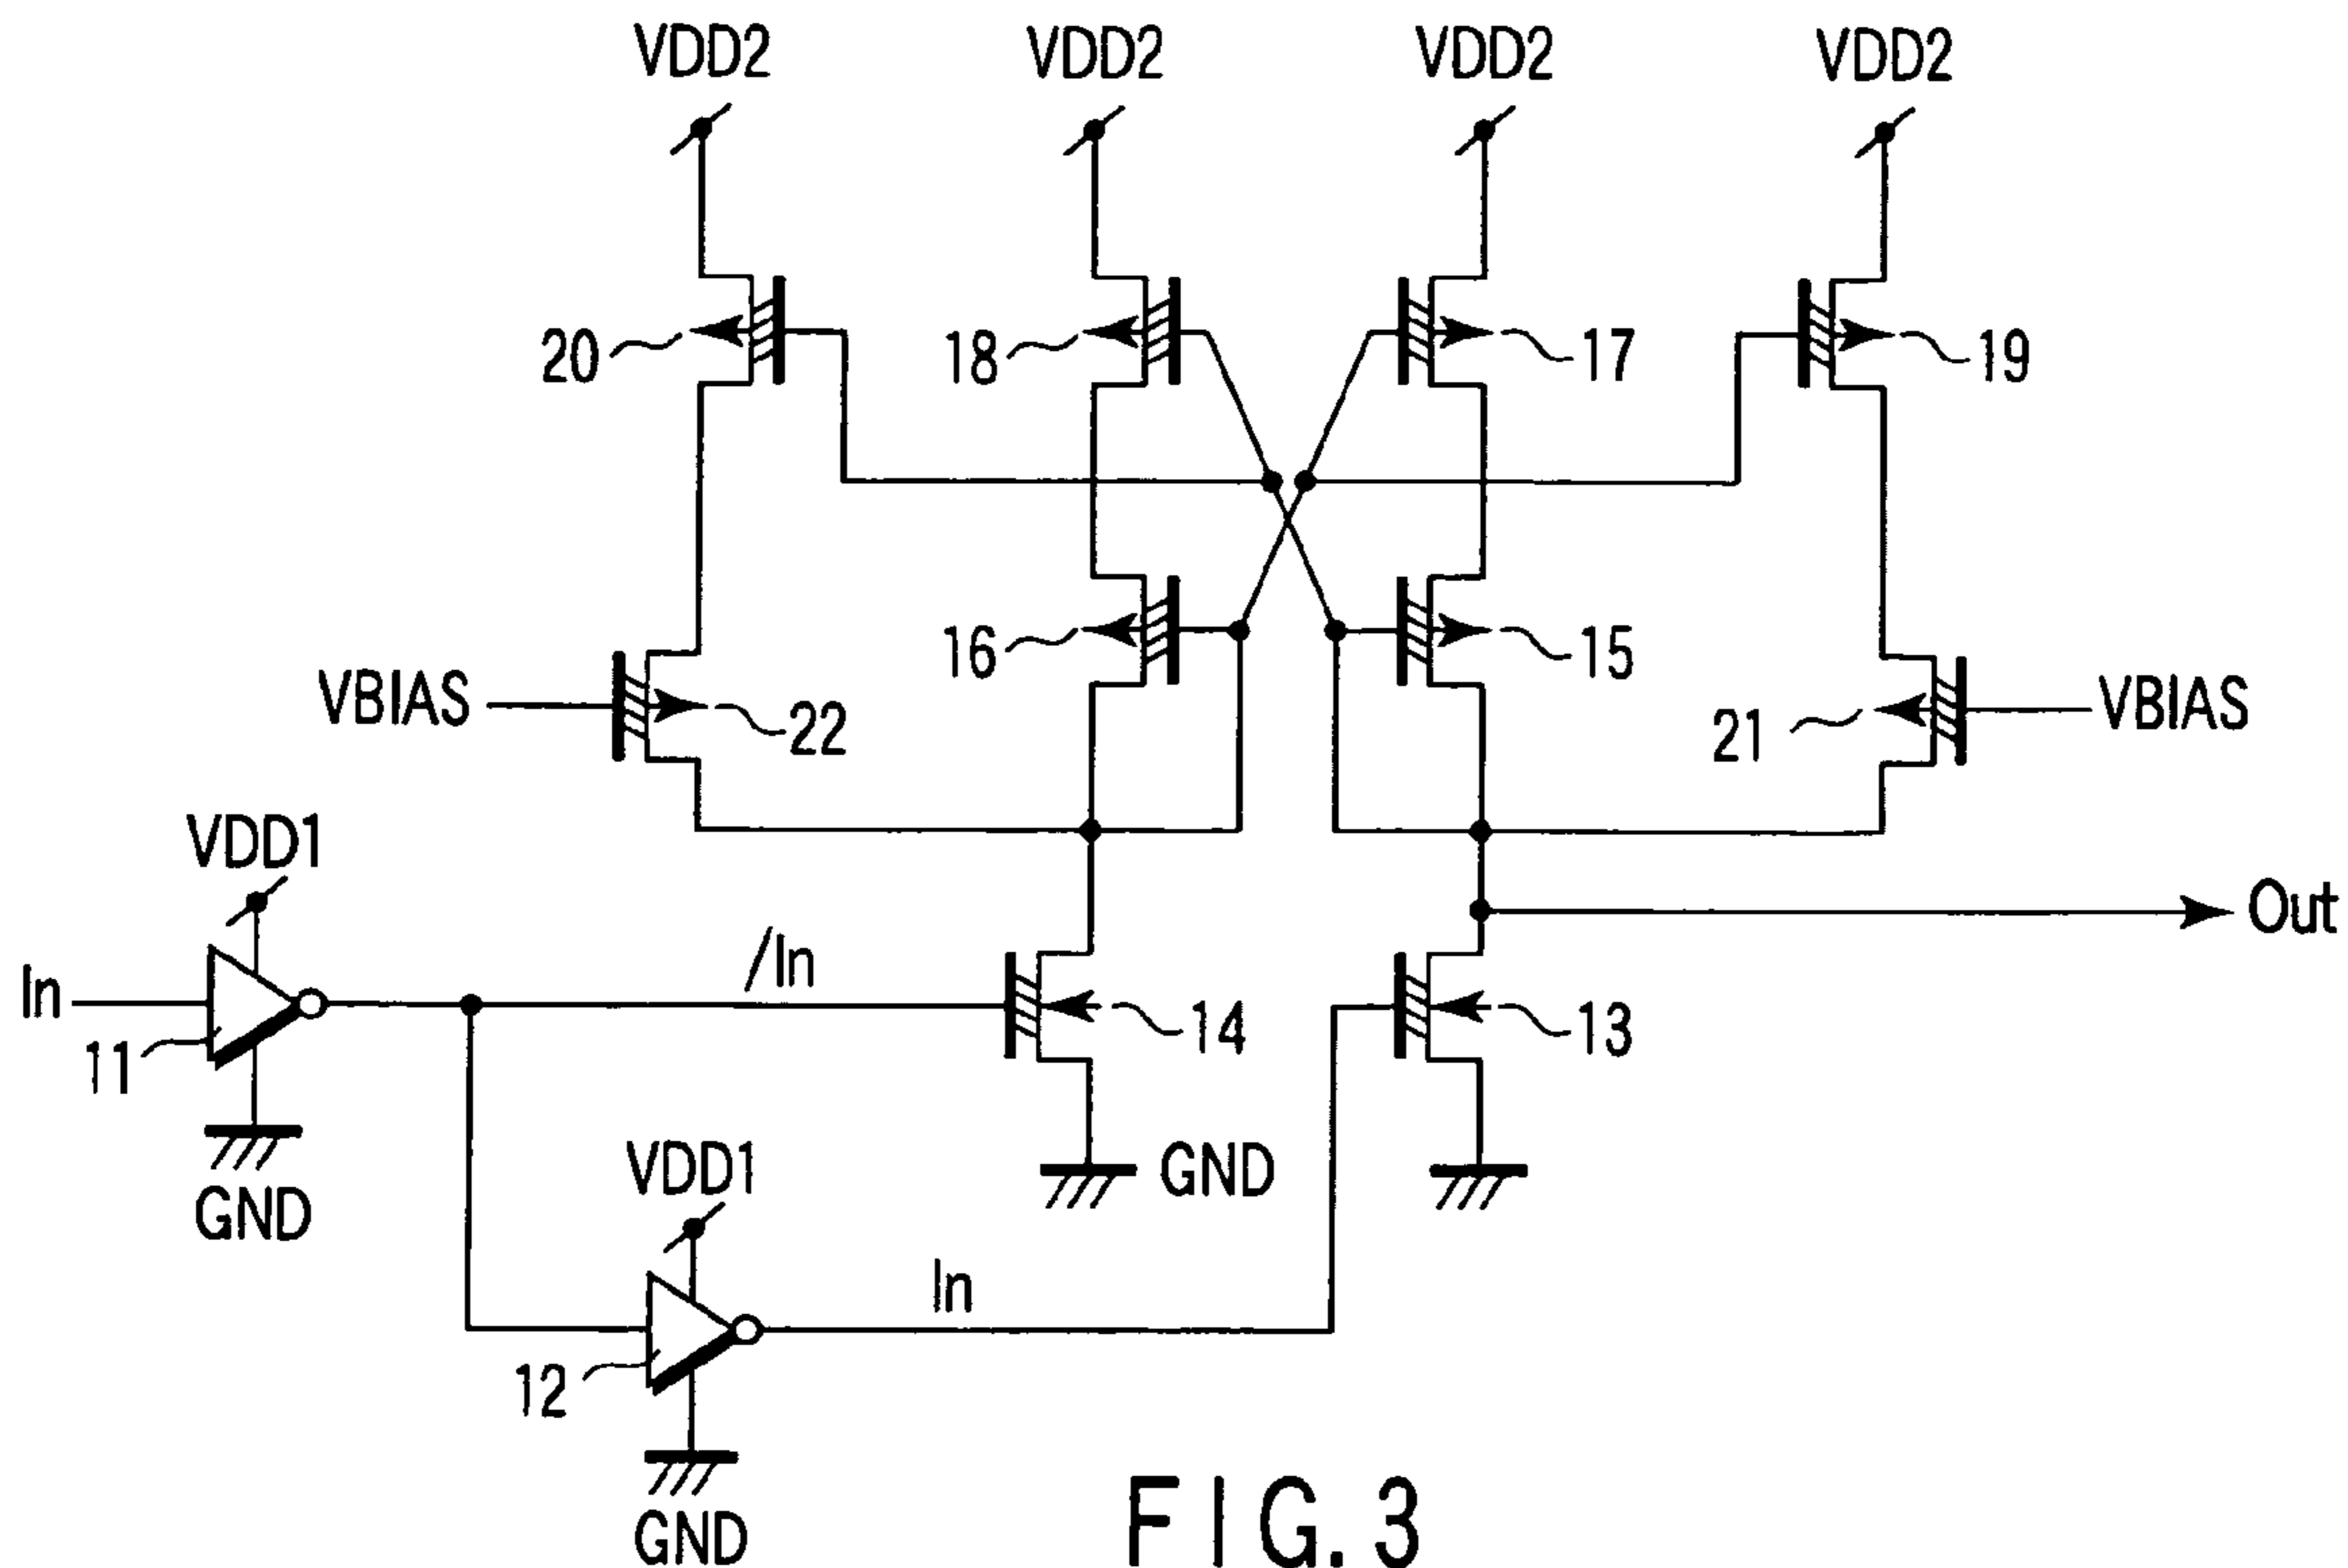 VDD2 VDD2 VDD2 VDD2
20 18 17 19
16 15
VBIAS 22 21 VBIAS
VDD1
Out
In /In
11 14 13
VDD1 GND
GND
In
12
GND
FIG. 3